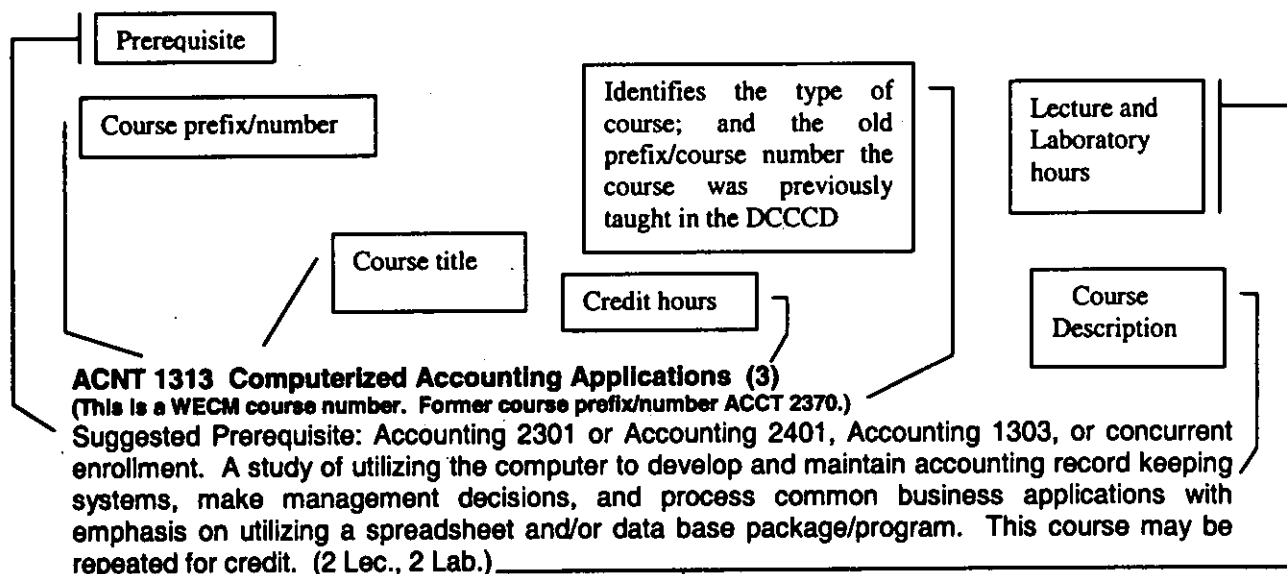 Prerequisite
Course prefix/number
Identifies the type of
course; and the old
prefix/course number the
course was previously
taught in the DCCCD
Lecture and
Laboratory
hours
Course title
Credit hours
Course
Description
ACNT 1313 Computerized Accounting Applications (3)
(This is a WECM course number. Former course prefix/number ACCT 2370.)
Suggested Prerequisite: Accounting 2301 or Accounting 2401, Accounting 1303, or concurrent
enrollment. A study of utilizing the computer to develop and maintain accounting record keeping
systems, make management decisions, and process common business applications with
emphasis on utilizing a spreadsheet and/or data base package/program. This course may be
repeated for credit. (2 Lec., 2 Lab.)